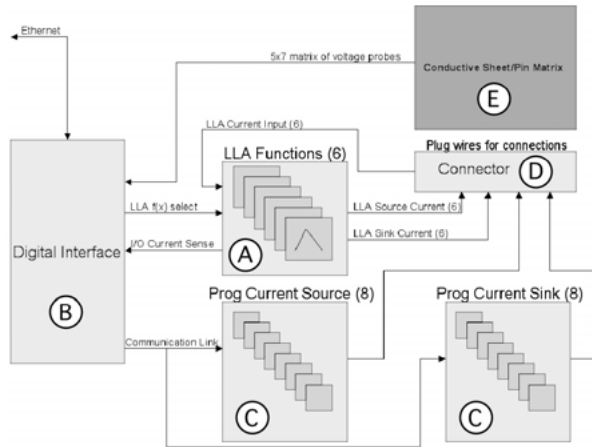 Ethernet
5x7 matrix of voltage probes
Conductive Sheet/Pin Matrix
E
LLA Current Input (6)
Plug wires for connections
LLA Functions (6)
Connector
D
LLA f(x) select
LLA Source Current (6)
I/O Current Sense
LLA Sink Current (6)
A
Digital Interface
B
Prog Current Source (8)
Prog Current Sink (8)
Communication Link
C
C